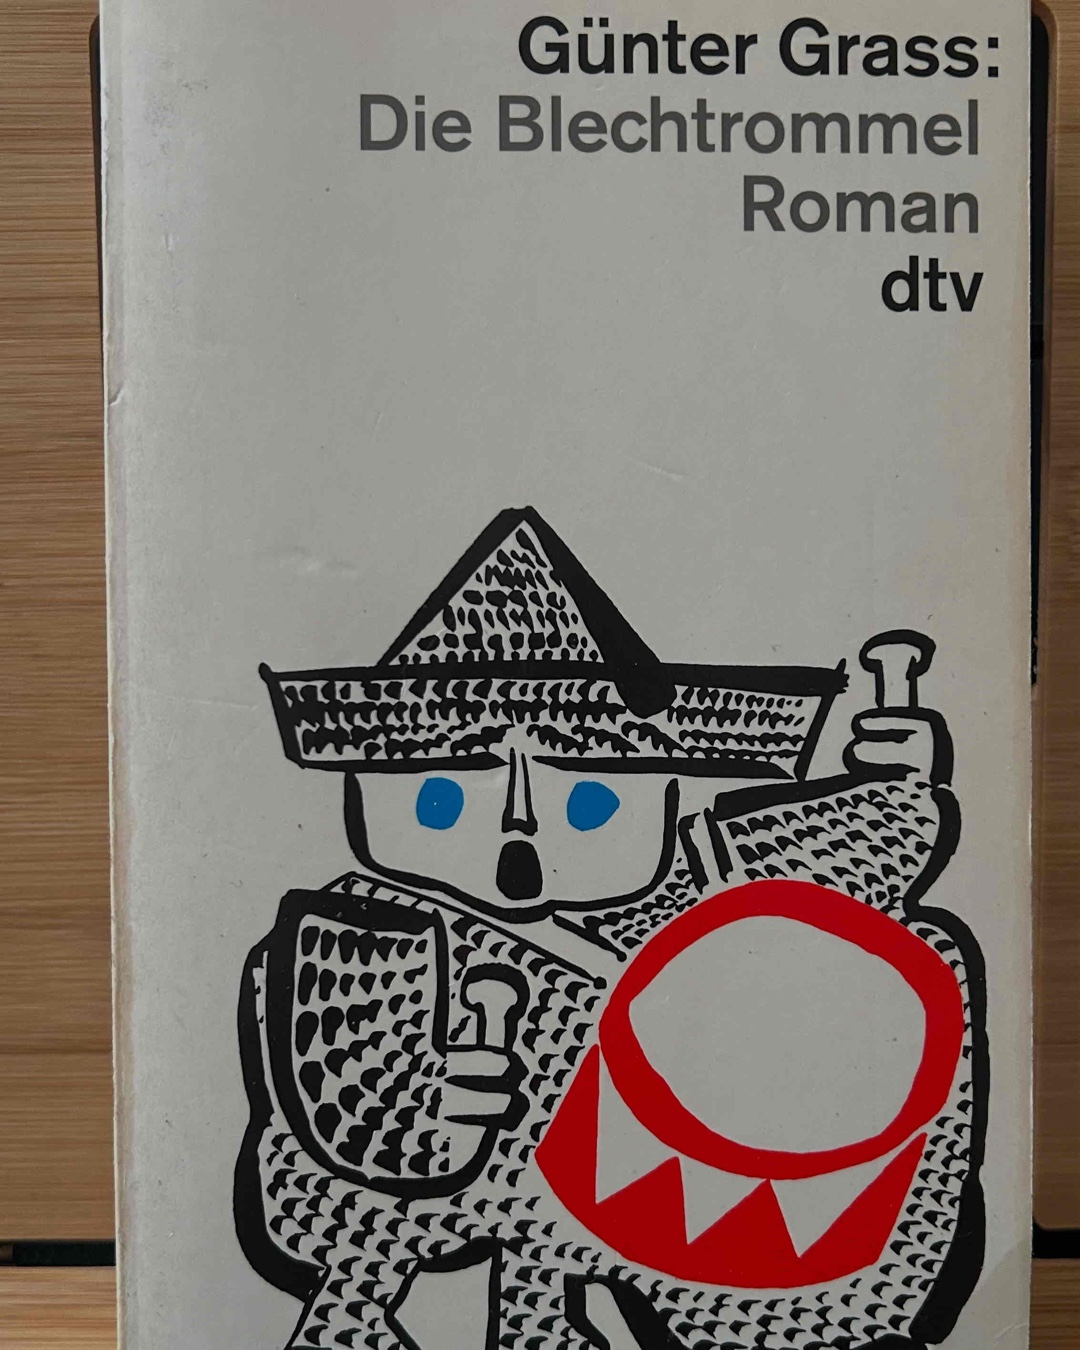 Günter Grass:
Die Blechtrommel
Roman
dtv